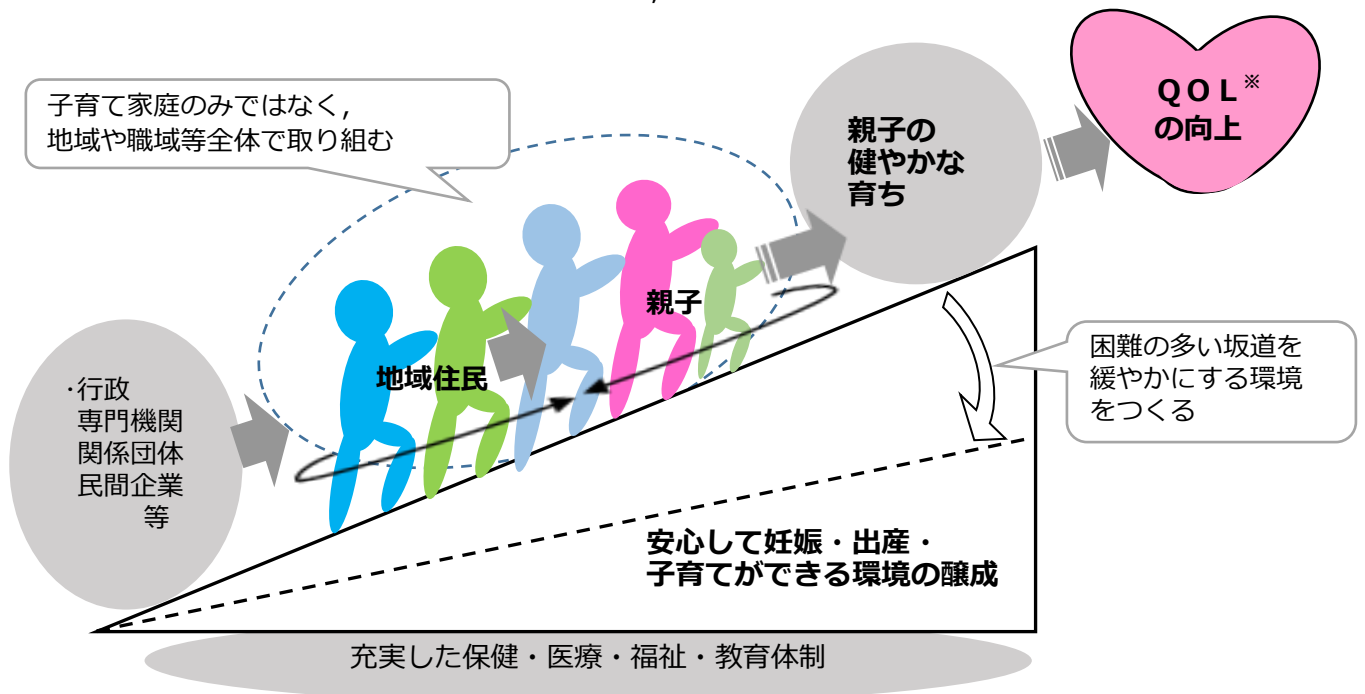 子育て家庭のみではなく,
地域や職域等全体で取り組む
親子の
健やかな
育ち
ＱＯＬ※
の向上
親子
地域住民
・行政
専門機関
関係団体
民間企業
等
困難の多い坂道を
緩やかにする環境
をつくる
安心して妊娠・出産・
子育てができる環境の醸成
充実した保健・医療・福祉・教育体制